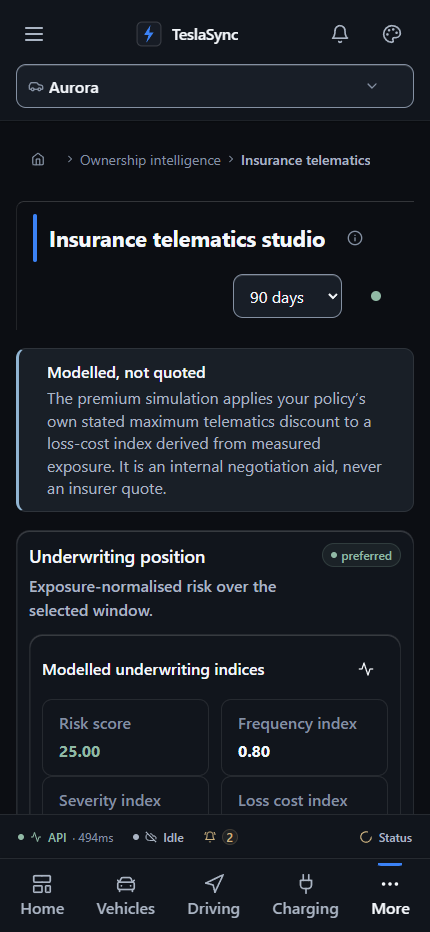 TeslaSync
Aurora
Ownership intelligence
Insurance telematics
Insurance telematics studio
90 days
Modelled, not quoted
The premium simulation applies your policy's
own stated maximum telematics discount to a
loss-cost index derived from measured
exposure. It is an internal negotiation aid, never
an insurer quote.
Underwriting position
preferred
Exposure-normalised risk over the
selected window.
Modelled underwriting indices
Risk score
Frequency index
25.00
0.80
Severity index
Loss cost index
API · 494ms
Idle
2
Status
Home
Vehicles
Driving
Charging
More